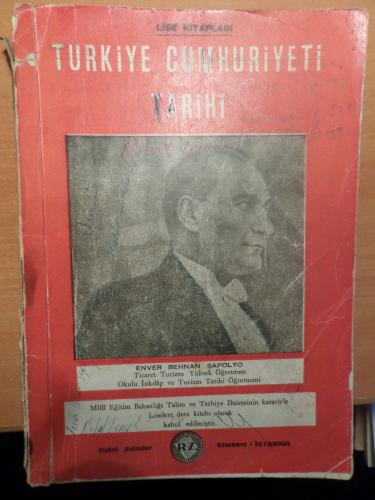 LİSE KİTAPLARI
TÜRKİYE CUMHURİYETİ
TARİHİ
ENVER BEHNAN ŞAPOLYO
Ticaret Turizm Yüksek Öğretmen
Okulu İnkılâp ve Turizm Tarihi Öğretmeni
Millî Eğitim Bakanlığı Talim ve Terbiye Dairesinin karariyle
Liselere ders kitabı olarak
kabul edilmiştir.
Rafet Zaimler
RZ
Kitabevi - İSTANBUL